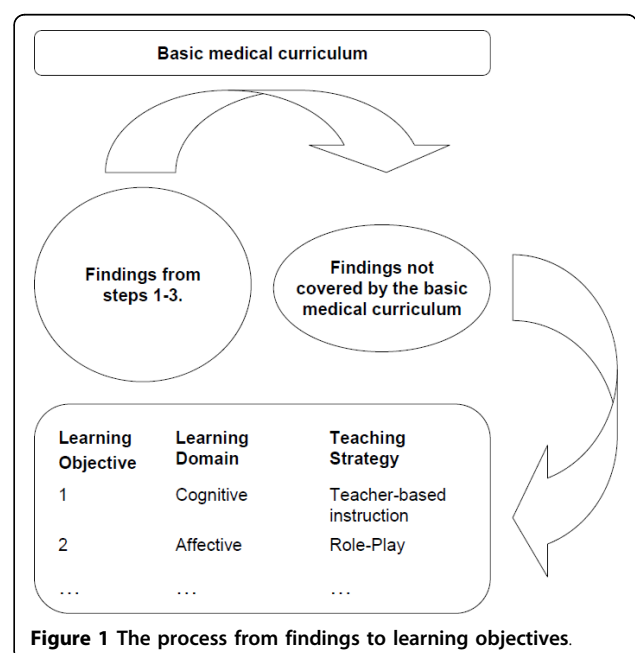 Basic medical curriculum
Findings from
steps 1-3.
Findings not
covered by the basic
medical curriculum
Learning Objective	Learning Domain	Teaching Strategy
1	Cognitive	Teacher-based instruction
2	Affective	Role-Play
…	…	…
Figure 1 The process from findings to learning objectives.